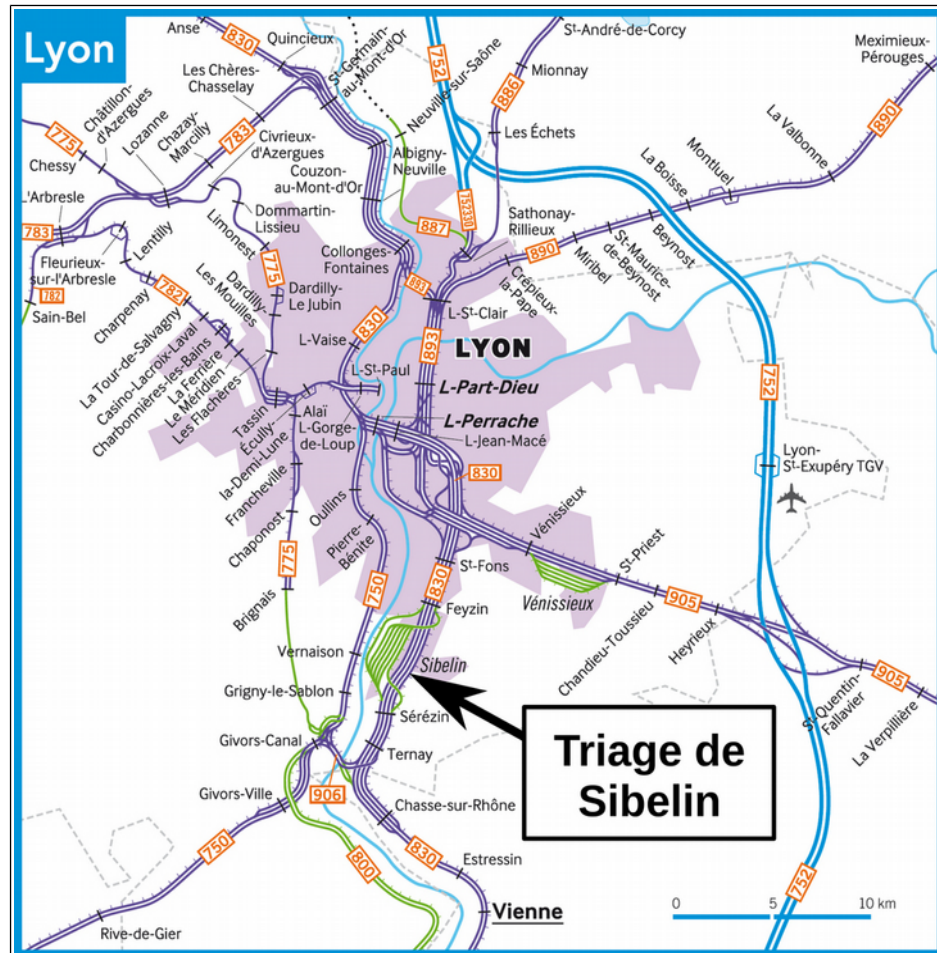 Lyon
Anse
830
Quincieux
St-Germain-
au-Mont-d'Or
752
St-André-de-Corcy
Mionnay
886
Meximieux-
Pérouges
890
Les Chères-
Chasselay
Neuville-sur-Saône
Les Échets
La Valbonne
Châtillon-
d'Azergues
Lozanne
Chazay-
Marcilly
783
Civrieux-
d'Azergues
Albigny-
Neuville
775
Chessy
Couzon-
au-Mont-d'Or
752330
Montluel
La Boisse
L'Arbresle
783
Dommartin-
Lissieu
887
Sathonay-
Rillieux
890
Beynost
St-Maurice-
de-Beynost
Miribel
Crépieux-
la-Pape
Lentilly
Limonest
775
Collonges-
Fontaines
893
Fleurieux-
sur-l'Arbresle
782
Sain-Bel
Charpenay
782
Dardilly-
Les Mouilles
Dardilly-
Le Jubin
830
L-St-Clair
L-Vaise
893
LYON
752
La Tour-de-Salvagny
Casino-Lacroix-Laval
Charbonnières-les-Bains
La Ferrière
Le Méridien
Les Flachères
L-St-Paul
L-Part-Dieu
L-Perrache
L-Jean-Macé
Tassin
Écully-
la-Demi-Lune
Alaï
L-Gorge-
de-Loup
830
Lyon-
St-Exupéry TGV
Francheville
Chaponost
Oullins
Pierre-
Bénite
Vénissieux
St-Priest
775
750
830
St-Fons
Vénissieux
905
Brignais
Feyzin
Chandieu-Toussieu
Heyrieux
Vernaison
Sibelin
905
Grigny-le-Sablon
St-Quentin-
Fallavier
La Verpillière
Sérézin
Givors-Canal
Ternay
Triage de
Sibelin
906
Givors-Ville
Chasse-sur-Rhône
750
800
830
Estressin
752
Vienne
0
5
10 km
Rive-de-Gier